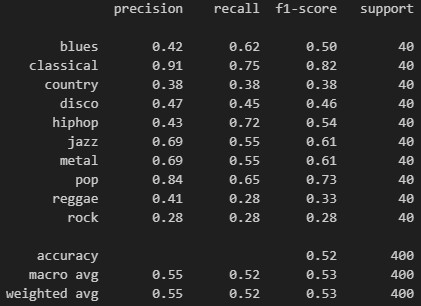 precision recall f1-score support
blues 0.42 0.62 0.50 40
classical 0.91 0.75 0.82 40
country 0.38 0.38 0.38 40
disco 0.47 0.45 0.46 40
hiphop 0.43 0.72 0.54 40
jazz 0.69 0.55 0.61 40
metal 0.69 0.55 0.61 40
pop 0.84 0.65 0.73 40
reggae 0.41 0.28 0.33 40
rock 0.28 0.28 0.28 40
accuracy 0.52 400
macro avg 0.55 0.52 0.53 400
weighted avg 0.55 0.52 0.53 400